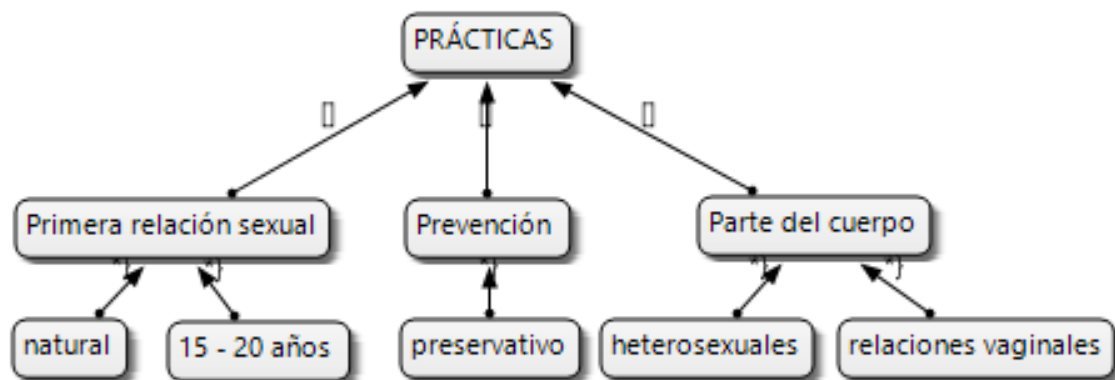 PRÁCTICAS
[]
[]
[]
Primera relación sexual
Prevención
Parte del cuerpo
natural
15 - 20 años
preservativo
heterosexuales
relaciones vaginales